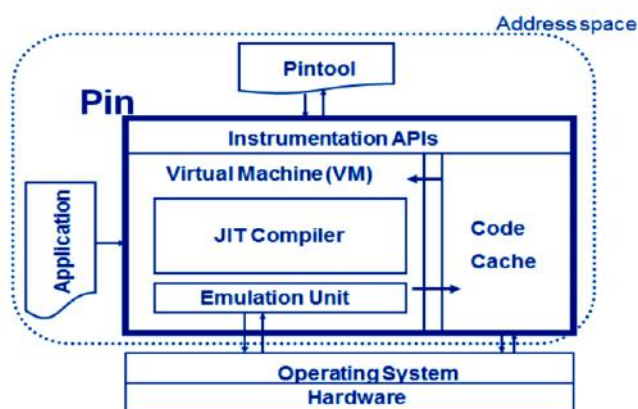 Address space
Pintool
Pin
Instrumentation APIs
Virtual Machine (VM)
Application
JIT Compiler
Code
Cache
Emulation Unit
Operating System
Hardware